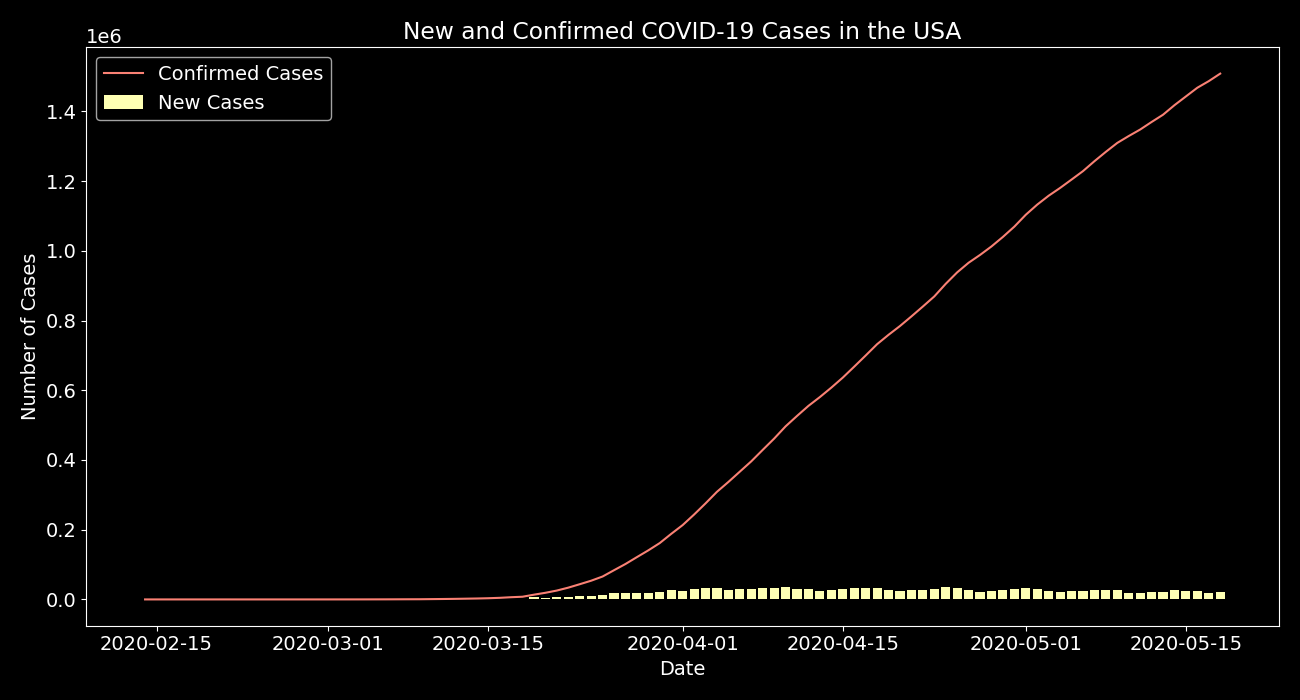 New and Confirmed COVID-19 Cases in the USA
1e6
Confirmed Cases
New Cases
1.4
1.2
1.0
0.8
0.6
0.4
0.2
0.0
Number of Cases
2020-02-15 2020-03-01 2020-03-15 2020-04-01 2020-04-15 2020-05-01 2020-05-15
Date